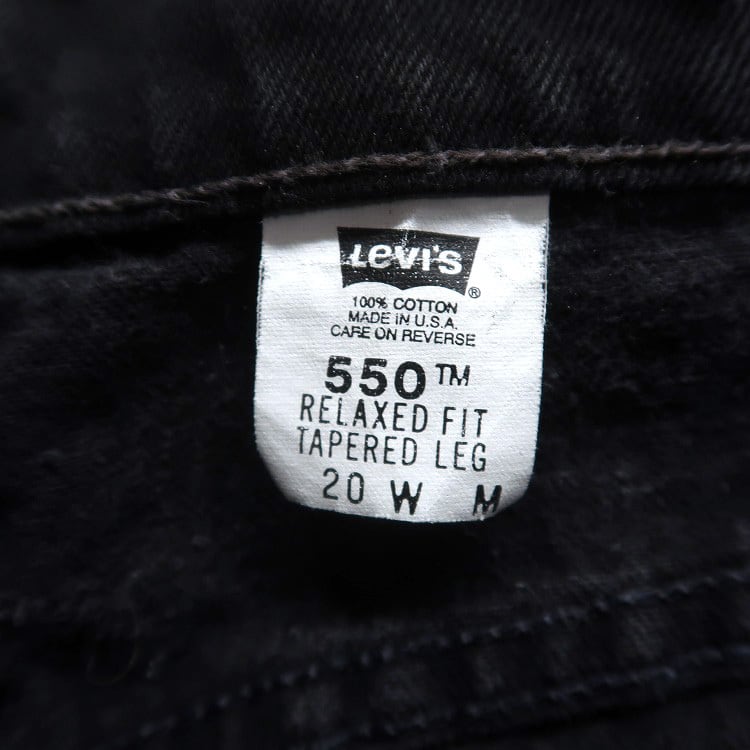 Levi's ®
100% COTTON
MADE IN U.S.A.
CARE ON REVERSE
550™
RELAXED FIT
TAPERED LEG
20 W M